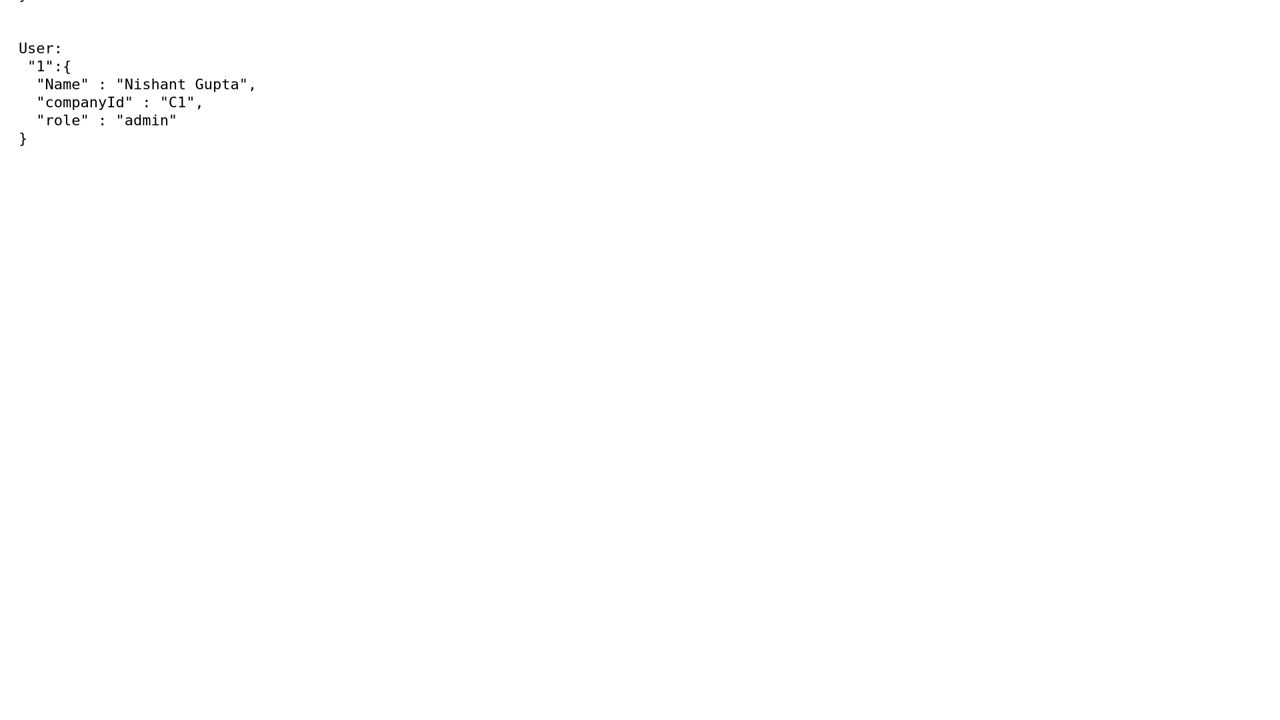 User:
 "1":{
  "Name" : "Nishant Gupta",
  "companyId" : "C1",
  "role" : "admin"
}